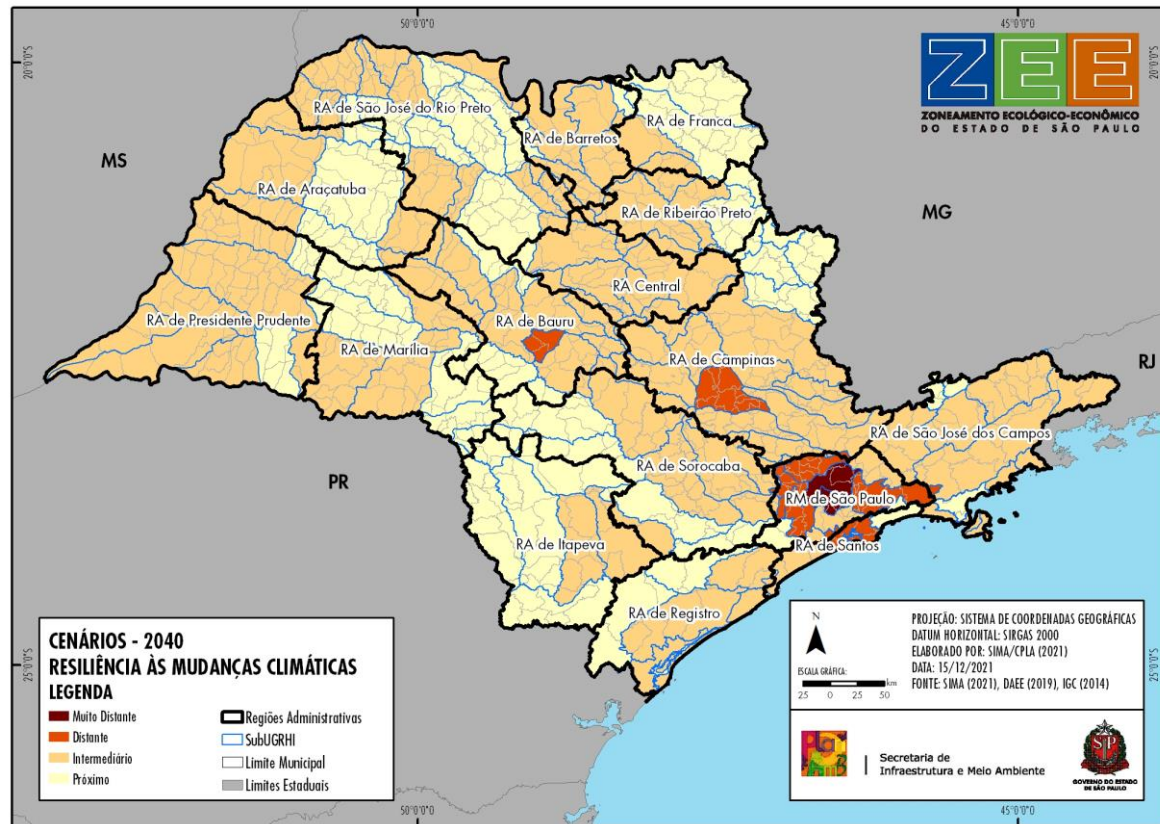 50°0'0"O
45°0'0"O
20°0'0"S
20°0'0"S
ZEE
ZONEAMENTO ECOLÓGICO-ECONÔMICO
DO ESTADO DE SÃO PAULO
MS
MG
RJ
PR
RA de São José do Rio Preto
RA de Barretos
RA de Franca
RA de Araçatuba
RA de Ribeirão Preto
RA Central
RA de Presidente Prudente
RA de Bauru
RA de Marília
RA de Campinas
RA de São José dos Campos
RA de Sorocaba
RM de São Paulo
RA de Itapeva
RA de Santos
RA de Registro
CENÁRIOS - 2040
RESILIÊNCIA ÀS MUDANÇAS CLIMÁTICAS
LEGENDA
Muito Distante
Distante
Intermediário
Próximo
Regiões Administrativas
SubUGRHI
Limite Municipal
Limites Estaduais
N
ESCALA GRÁFICA:
25 0 25 50 km
PROJEÇÃO: SISTEMA DE COORDENADAS GEOGRÁFICAS
DATUM HORIZONTAL: SIRGAS 2000
ELABORADO POR: SIMA/CPLA (2021)
DATA: 15/12/2021
FONTE: SIMA (2021), DAEE (2019), IGC (2014)
Secretaria de
Infraestrutura e Meio Ambiente
SP
GOVERNO DO ESTADO
DE SÃO PAULO
25°0'0"S
25°0'0"S
50°0'0"O
45°0'0"O